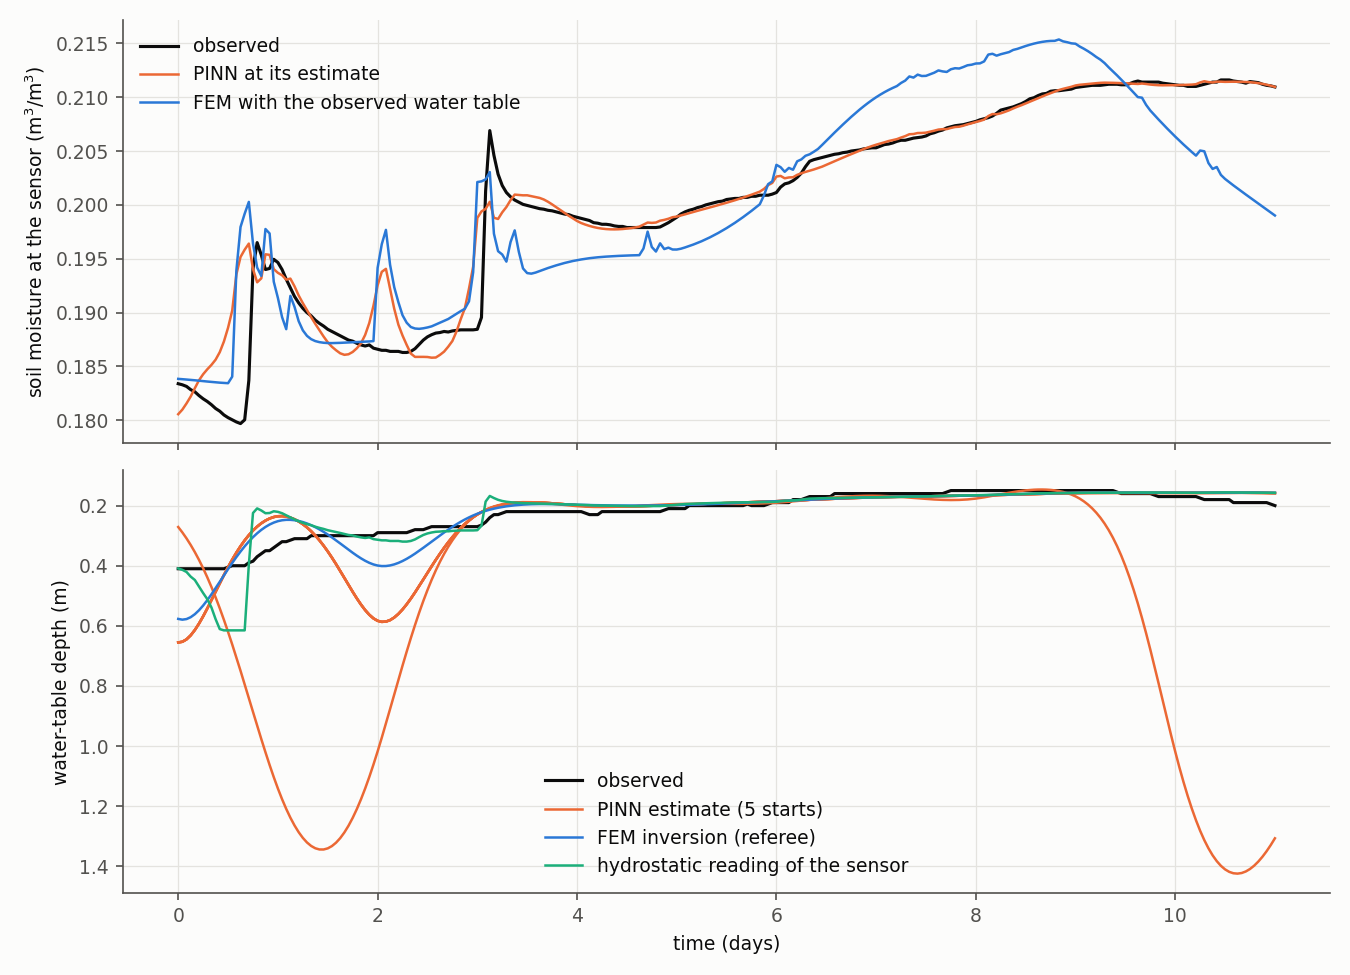 observed
PINN at its estimate
FEM with the observed water table
soil moisture at the sensor (m³/m³)
0.215
0.210
0.205
0.200
0.195
0.190
0.185
0.180
water-table depth (m)
0.2
0.4
0.6
0.8
1.0
1.2
1.4
observed
PINN estimate (5 starts)
FEM inversion (referee)
hydrostatic reading of the sensor
0 2 4 6 8 10
time (days)